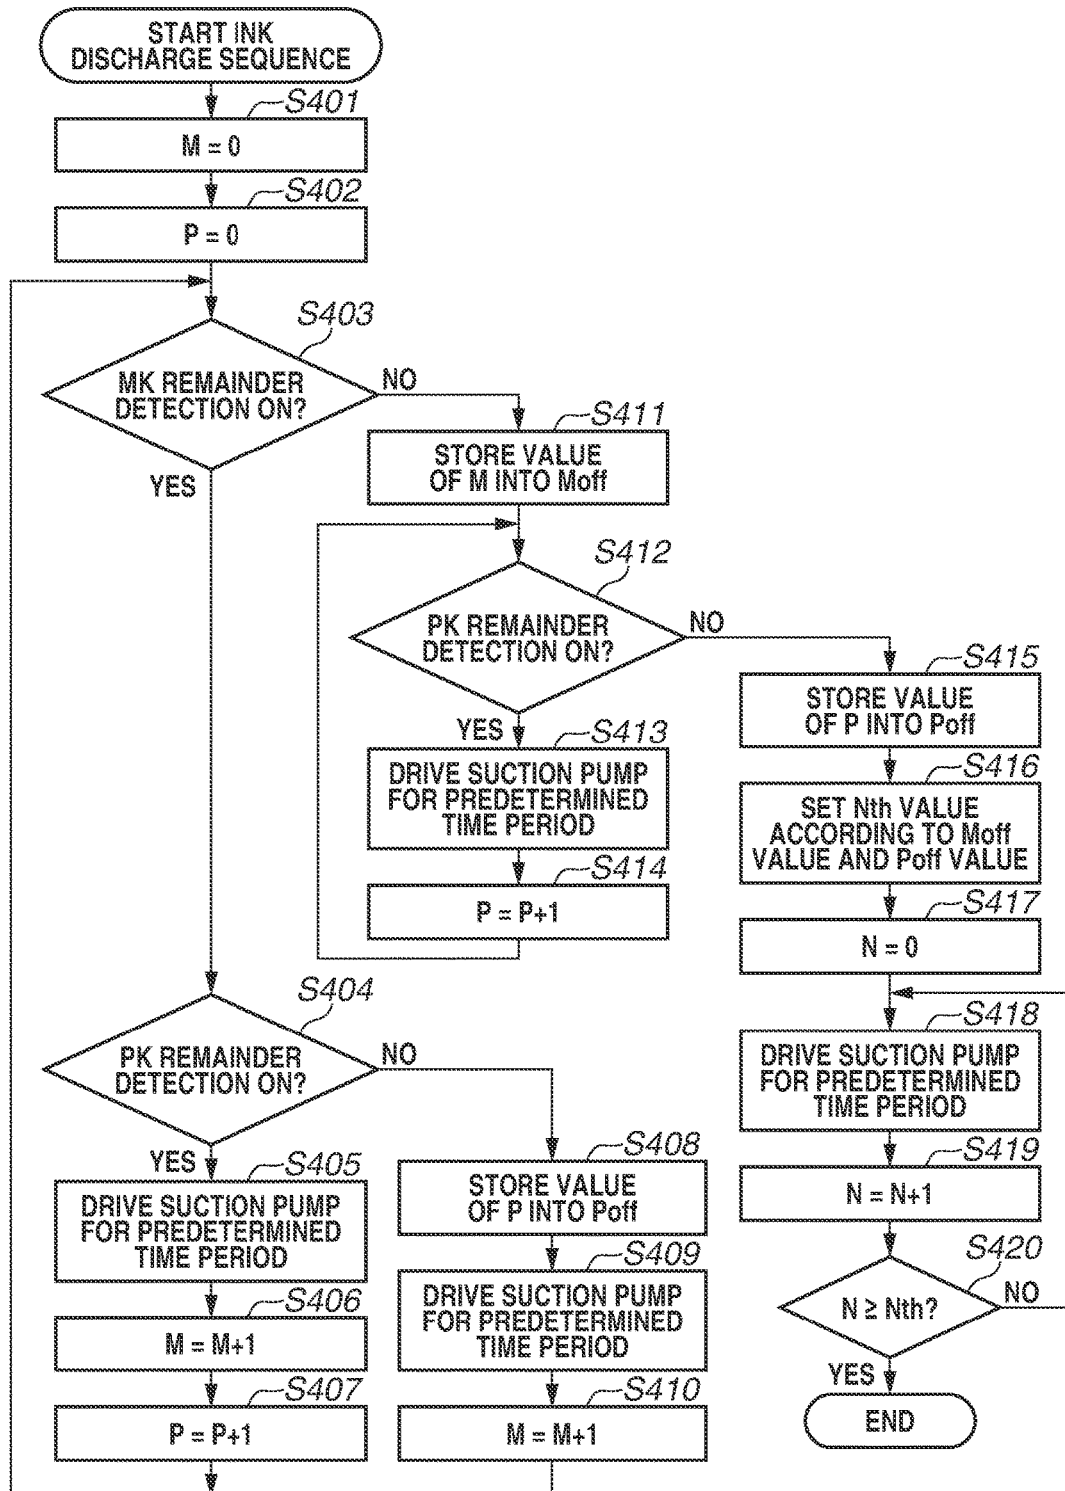 START INK
DISCHARGE SEQUENCE
S401
M = 0
S402
P = 0
S403
MK REMAINDER
DETECTION ON?
NO
YES
S411
STORE VALUE
OF M INTO Moff
S412
PK REMAINDER
DETECTION ON?
NO
YES
S413
DRIVE SUCTION PUMP
FOR PREDETERMINED
TIME PERIOD
S414
P = P+1
S415
STORE VALUE
OF P INTO Poff
S416
SET Nth VALUE
ACCORDING TO Moff
VALUE AND Poff VALUE
S417
N = 0
S418
DRIVE SUCTION PUMP
FOR PREDETERMINED
TIME PERIOD
S419
N = N+1
S420
N ≥ Nth?
NO
YES
END
S404
PK REMAINDER
DETECTION ON?
NO
YES
S405
DRIVE SUCTION PUMP
FOR PREDETERMINED
TIME PERIOD
S406
M = M+1
S407
P = P+1
S408
STORE VALUE
OF P INTO Poff
S409
DRIVE SUCTION PUMP
FOR PREDETERMINED
TIME PERIOD
S410
M = M+1